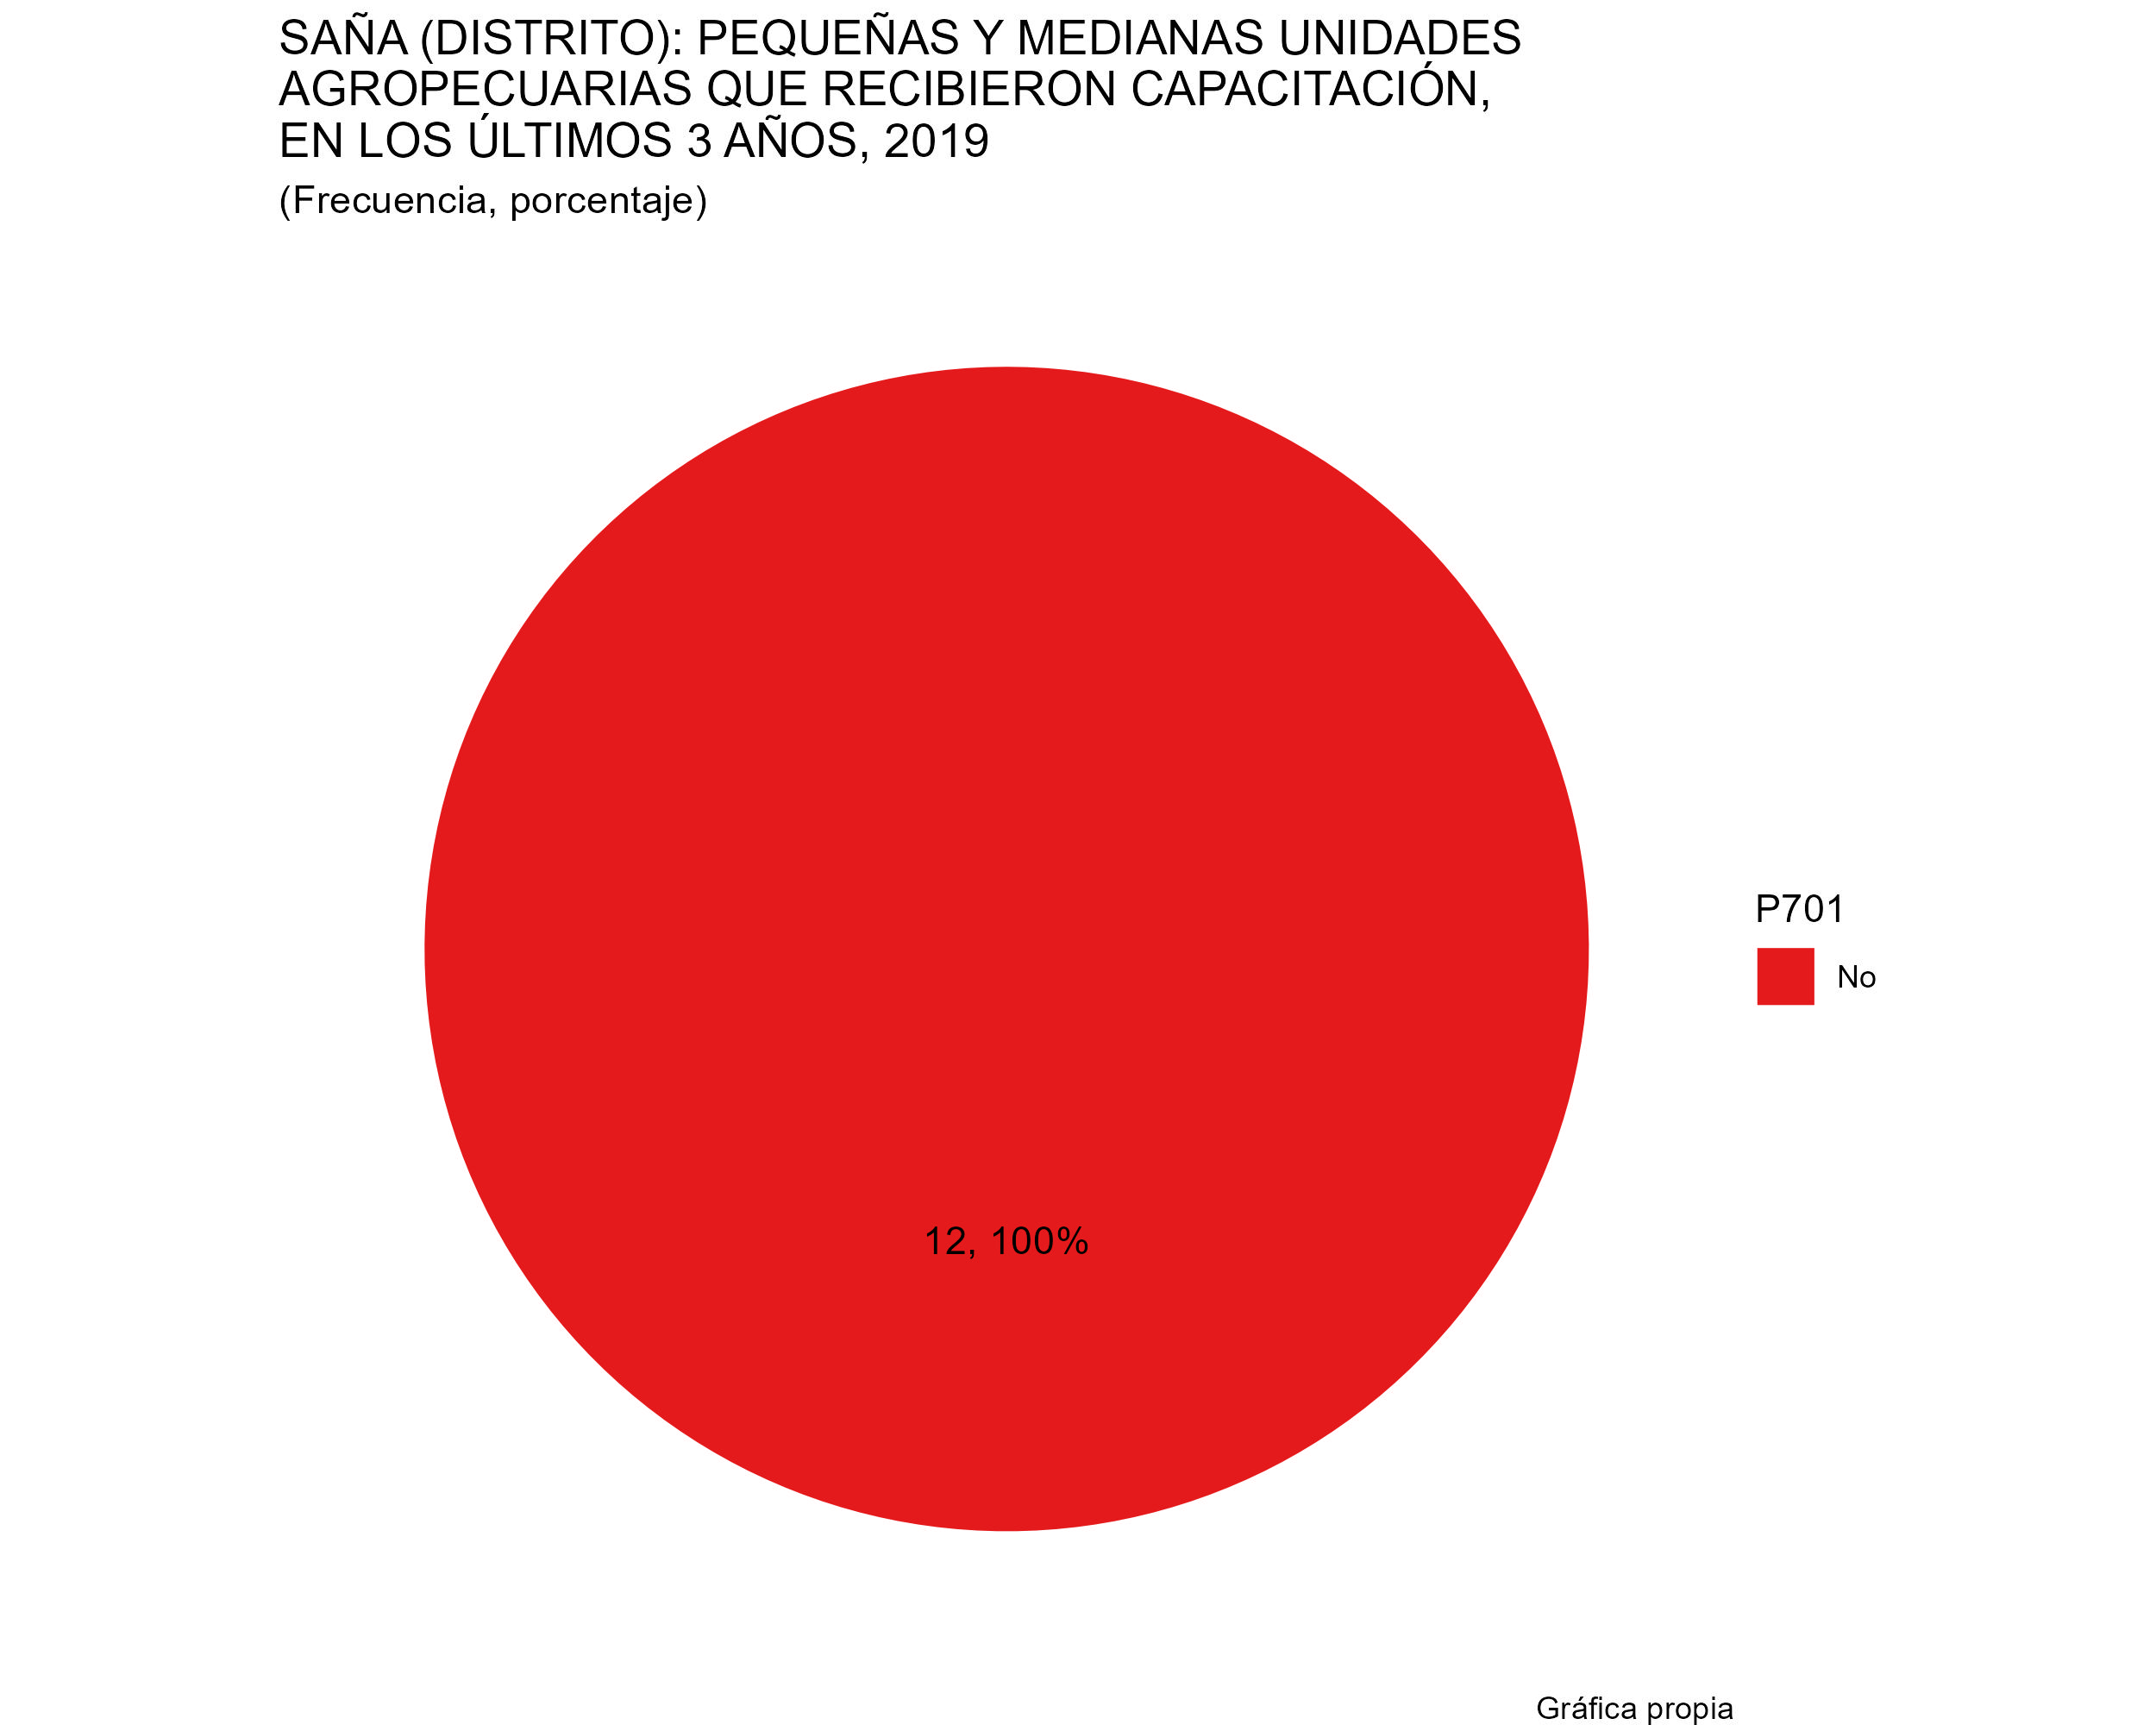 SAÑA (DISTRITO): PEQUEÑAS Y MEDIANAS UNIDADES
AGROPECUARIAS QUE RECIBIERON CAPACITACIÓN,
EN LOS ÚLTIMOS 3 AÑOS, 2019
(Frecuencia, porcentaje)
P701
No
12, 100%
Gráfica propia